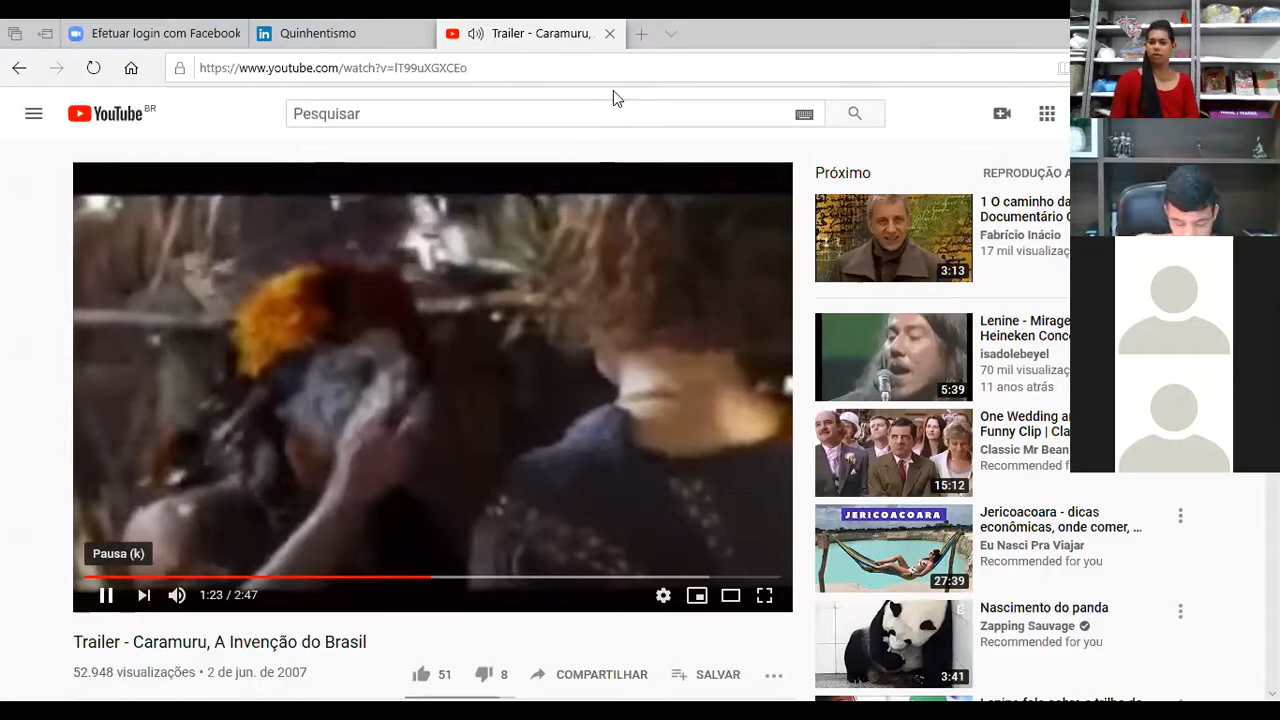 Efetuar login com Facebook
Quinhentismo
Trailer - Caramuru,
https://www.youtube.com/watch?v=lT99uXGXCEo
YouTube BR
Pesquisar
Próximo
REPRODUÇÃO A
1 O caminho da
Documentário
Fabrício Inácio
17 mil visualizaç
3:13
Lenine - Mirage
Heineken Conc
isadolebeyel
70 mil visualizaç
11 anos atrás
5:39
One Wedding a
Funny Clip | Cla
Classic Mr Bean
Recommended f
15:12
JERICOACOARA
Jericoacoara - dicas
econômicas, onde comer, ...
Eu Nasci Pra Viajar
Recommended for you
27:39
Nascimento do panda
Zapping Sauvage
Recommended for you
3:41
Pausa (k)
1:23 / 2:47
Trailer - Caramuru, A Invenção do Brasil
52.948 visualizações • 2 de jun. de 2007
51
8
COMPARTILHAR
SALVAR